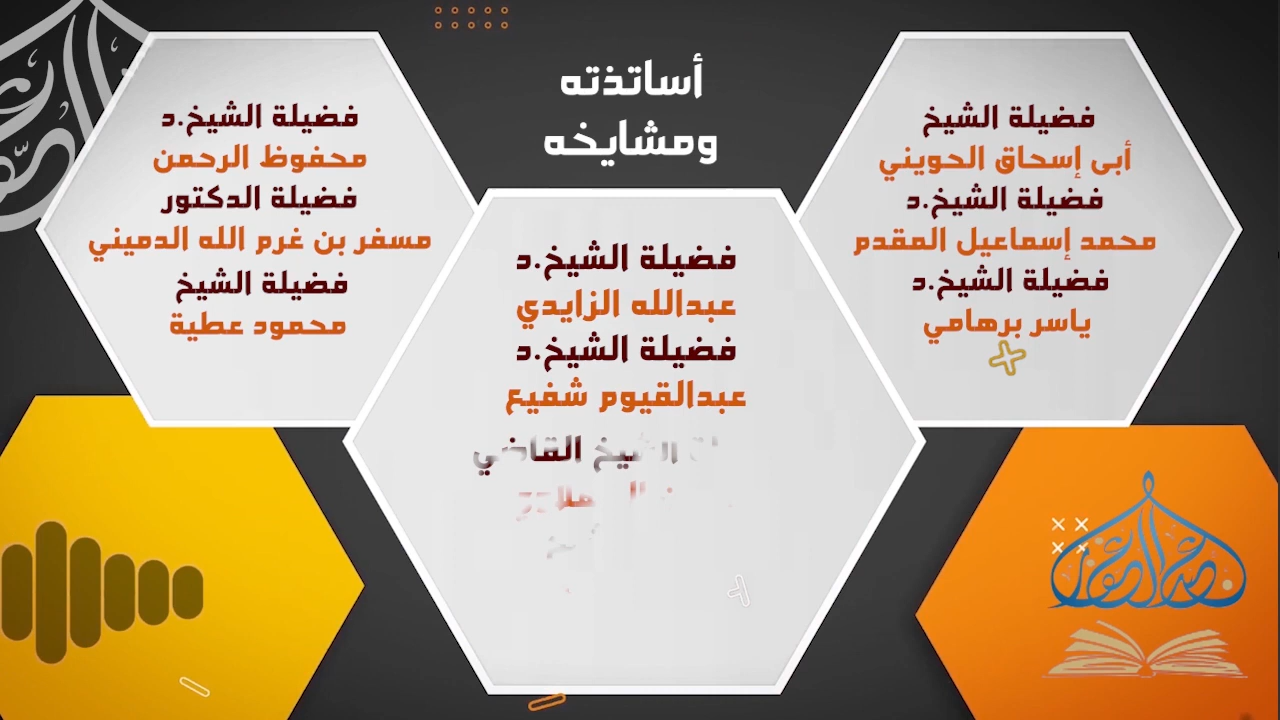 أساتذته
ومشايخه
فضيلة الشيخ
أبى إسحاق الحويني
فضيلة الشيخ.د
محمد إسماعيل المقدم
فضيلة الشيخ.د
ياسر برهامي
فضيلة الشيخ.د
عبدالله الزايدي
فضيلة الشيخ.د
عبدالقيوم شفيع
الشيخ القاضي
فضيلة الشيخ.د
محفوظ الرحمن
فضيلة الدكتور
مسفر بن غرم الله الدميني
فضيلة الشيخ
محمود عطية